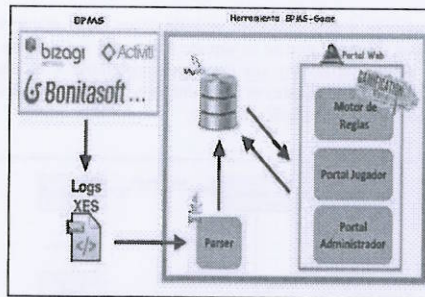 BPMS
Herramienta BPMS-Game
bizagi
Activiti
Bonitasoft ...
Portal Web
GAMIFICATION
Motor de
Reglas
Portal Jugador
Portal
Administrador
Logs
XES
</>
Parser